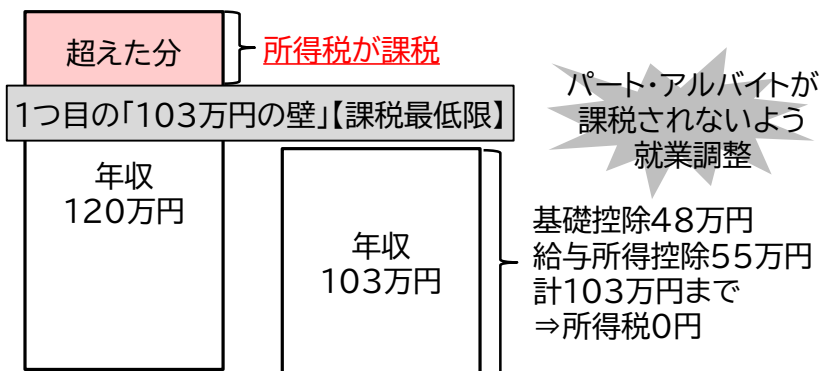 超えた分
所得税が課税
1つ目の「103万円の壁」【課税最低限】
パート・アルバイトが
課税されないよう
就業調整
年収
120万円
年収
103万円
基礎控除48万円
給与所得控除55万円
計103万円まで
⇒所得税0円